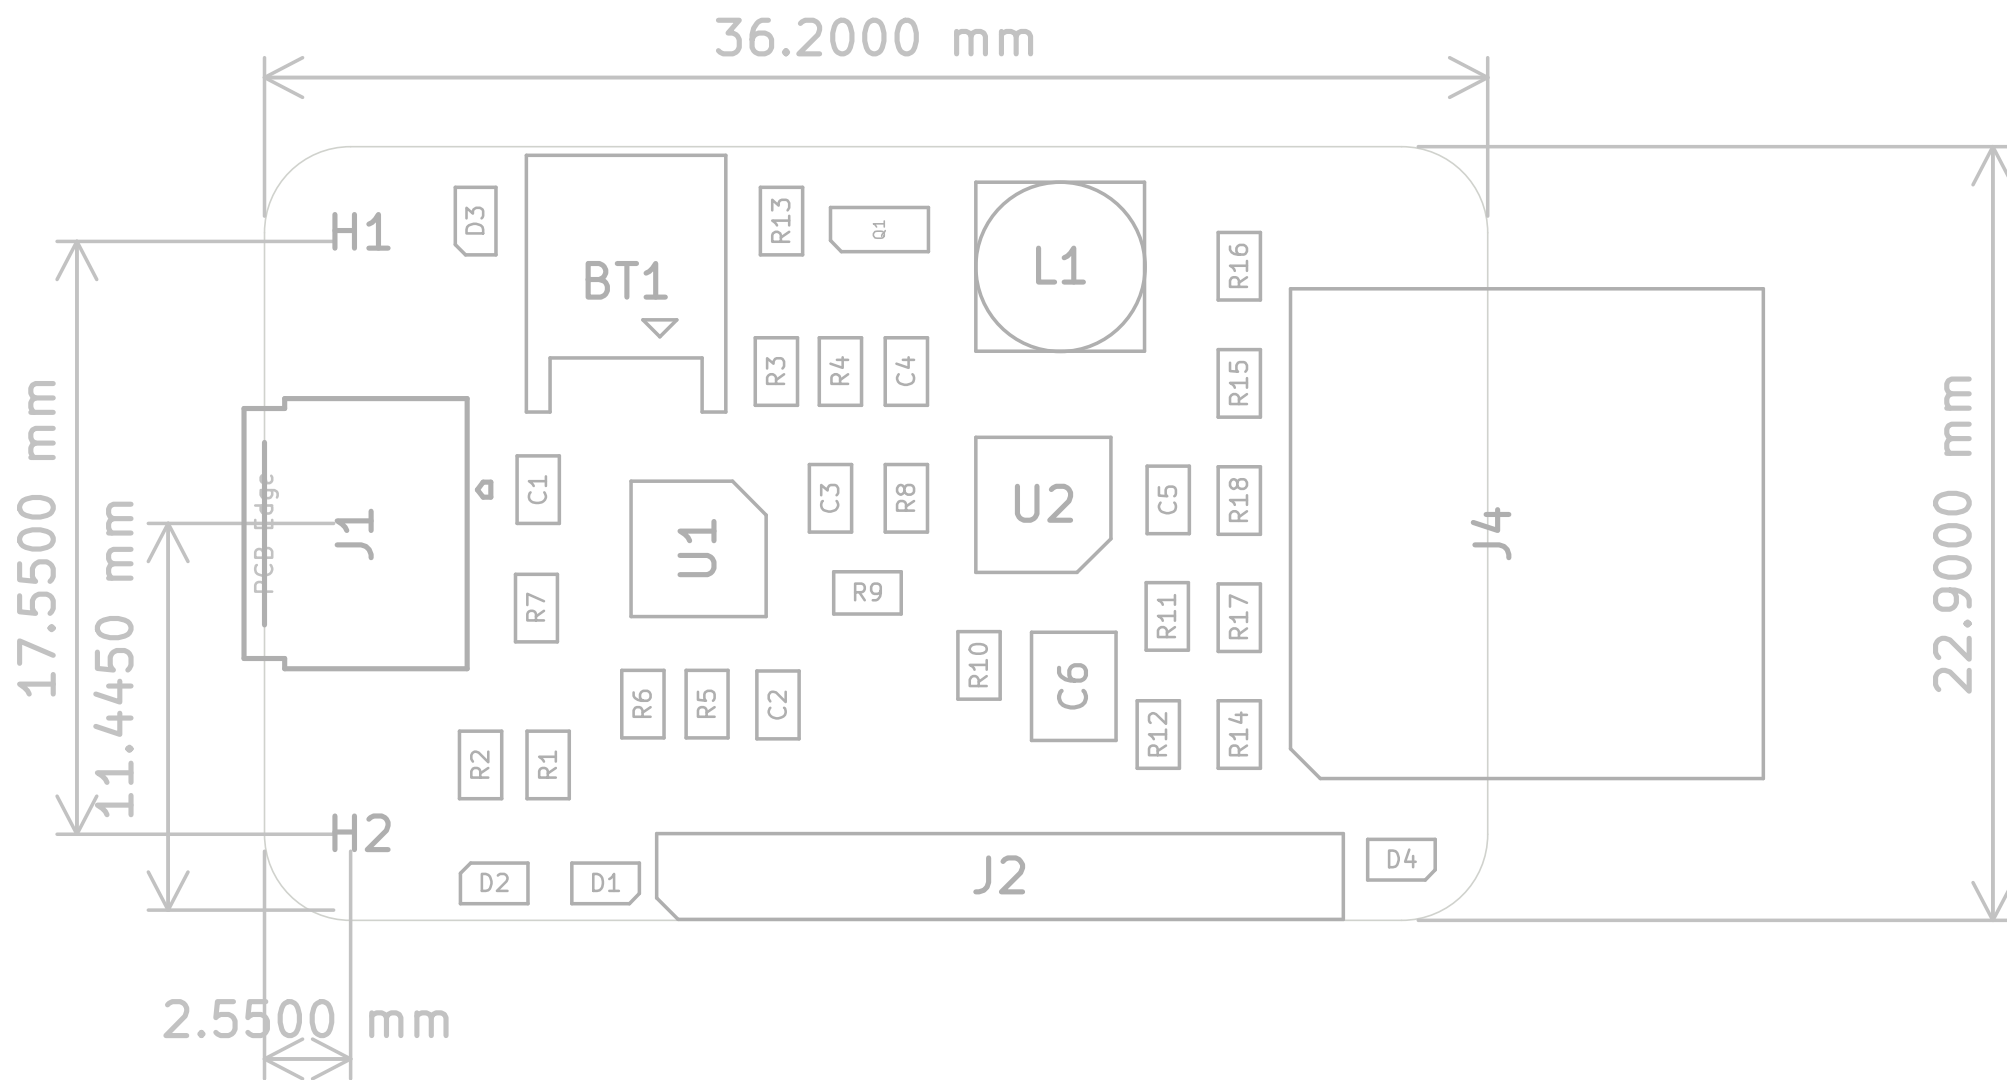 36.2000 mm
H1
D3
BT1
R13
Q1
L1
R16
R3
R4
C4
R15
17.5500 mm
11.4450 mm
PCB Edge
J1
C1
U1
C3
R8
U2
C5
R18
J4
22.9000 mm
R7
R9
R11
R17
R10
C6
R6
R5
C2
R12
R14
R2
R1
H2
D2
D1
J2
D4
2.5500 mm